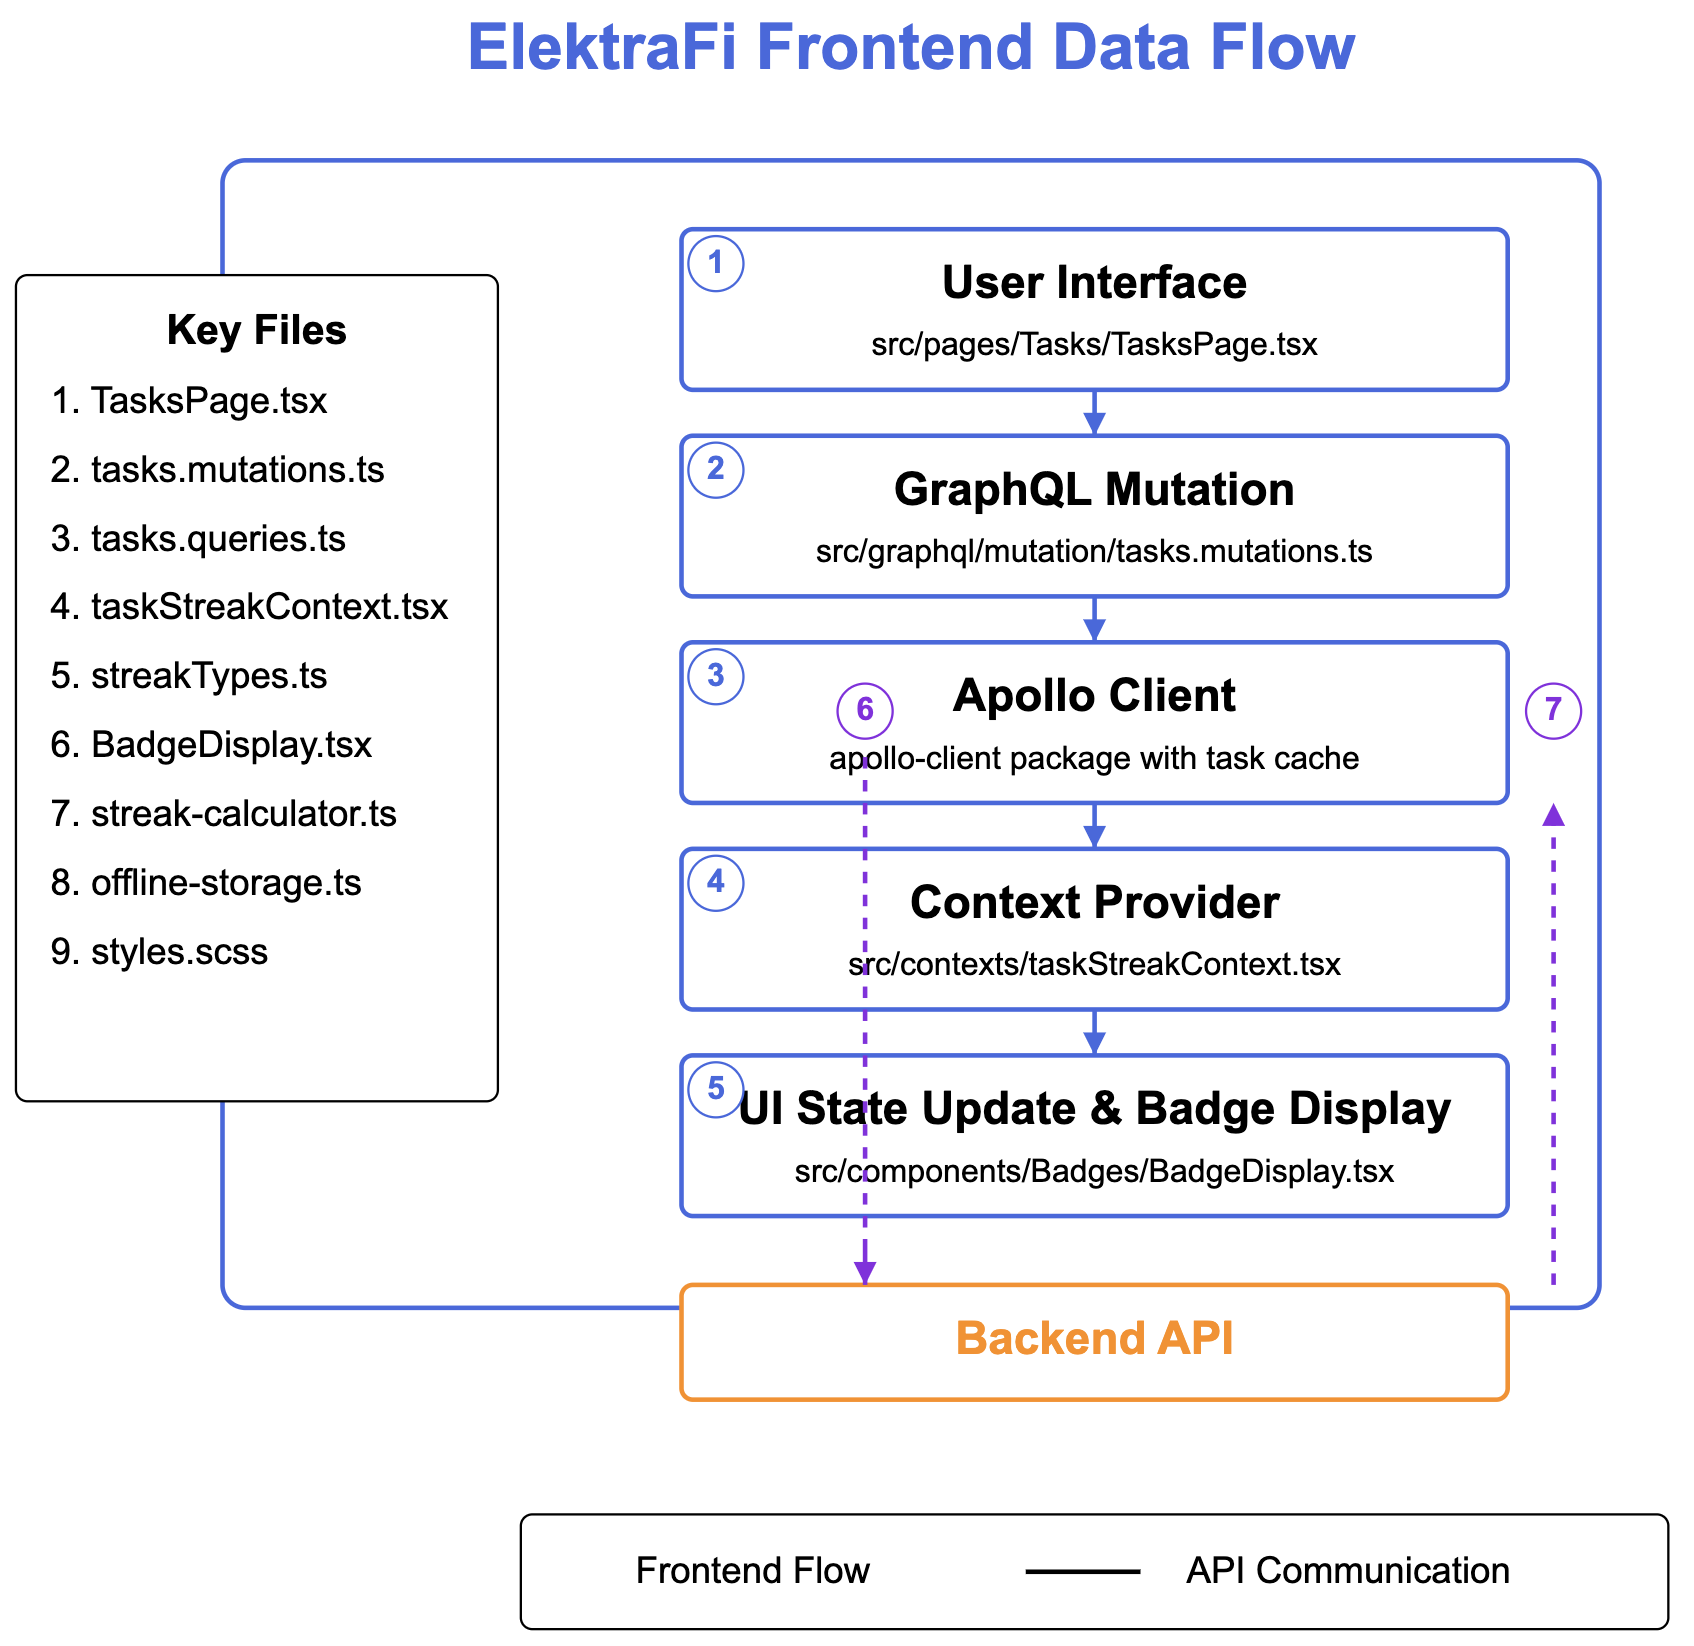 ElektraFi Frontend Data Flow
Key Files
1. TasksPage.tsx
2. tasks.mutations.ts
3. tasks.queries.ts
4. taskStreakContext.tsx
5. streakTypes.ts
6. BadgeDisplay.tsx
7. streak-calculator.ts
8. offline-storage.ts
9. styles.scss
1
User Interface
src/pages/Tasks/TasksPage.tsx
2
GraphQL Mutation
src/graphql/mutation/tasks.mutations.ts
3
Apollo Client
apollo-client package with task cache
6
7
4
Context Provider
src/contexts/taskStreakContext.tsx
5
UI State Update & Badge Display
src/components/Badges/BadgeDisplay.tsx
Backend API
Frontend Flow
API Communication